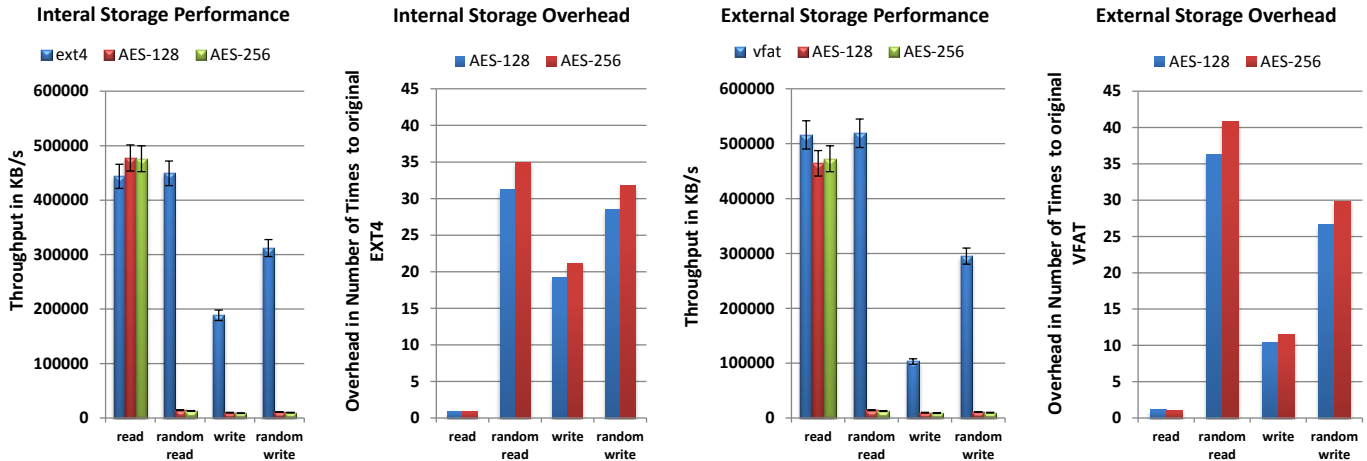 Interal Storage Performance
ext4 AES-128 AES-256
Throughput in KB/s
600000
500000
400000
300000
200000
100000
0
read random read write random write
Internal Storage Overhead
AES-128 AES-256
Overhead in Number of Times to original
EXT4
45
40
35
30
25
20
15
10
5
0
read random read write random write
External Storage Performance
vfat AES-128 AES-256
Throughput in KB/s
600000
500000
400000
300000
200000
100000
0
read random read write random write
External Storage Overhead
AES-128 AES-256
Overhead in Number of Times to original
VFAT
45
40
35
30
25
20
15
10
5
0
read random read write random write